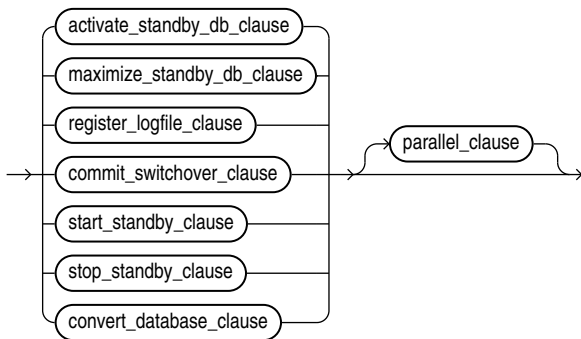 activate_standby_db_clause
maximize_standby_db_clause
register_logfile_clause
commit_switchover_clause
parallel_clause
start_standby_clause
stop_standby_clause
convert_database_clause